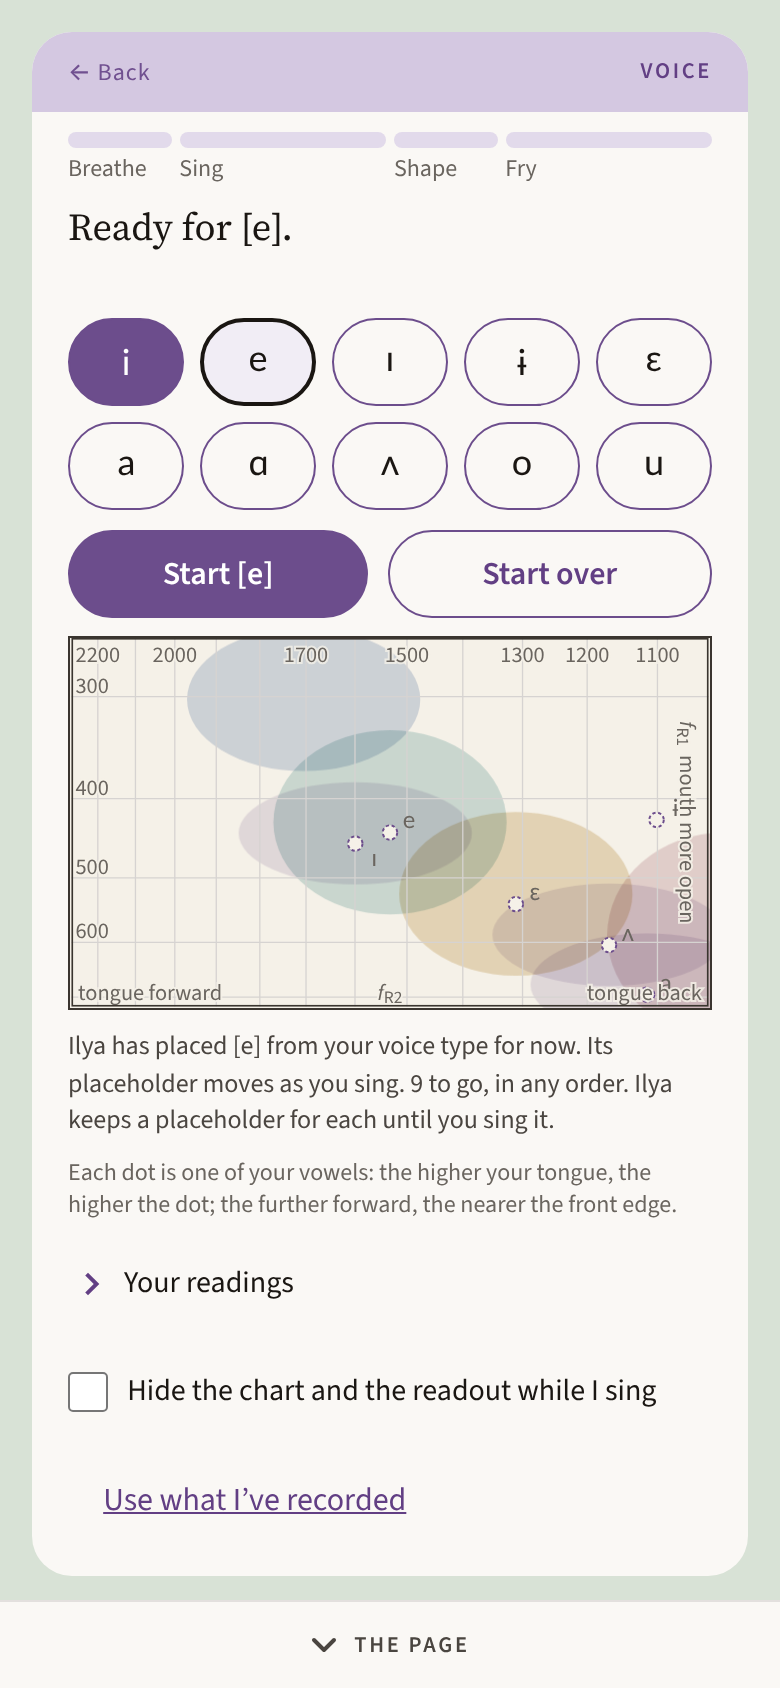 ← Back
VOICE
Breathe Sing Shape Fry
Ready for [e].
i e ɪ ɨ ɛ
a ɑ ʌ o u
Start [e] Start over
2200 2000 1700 1500 1300 1200 1100
300
400
500
600
fR1 mouth more open
ɨ
e
ɪ
ɛ
ʌ
tongue forward fR2 tongue back
Ilya has placed [e] from your voice type for now. Its
placeholder moves as you sing. 9 to go, in any order. Ilya
keeps a placeholder for each until you sing it.
Each dot is one of your vowels: the higher your tongue, the
higher the dot; the further forward, the nearer the front edge.
Your readings
Hide the chart and the readout while I sing
Use what I’ve recorded
THE PAGE